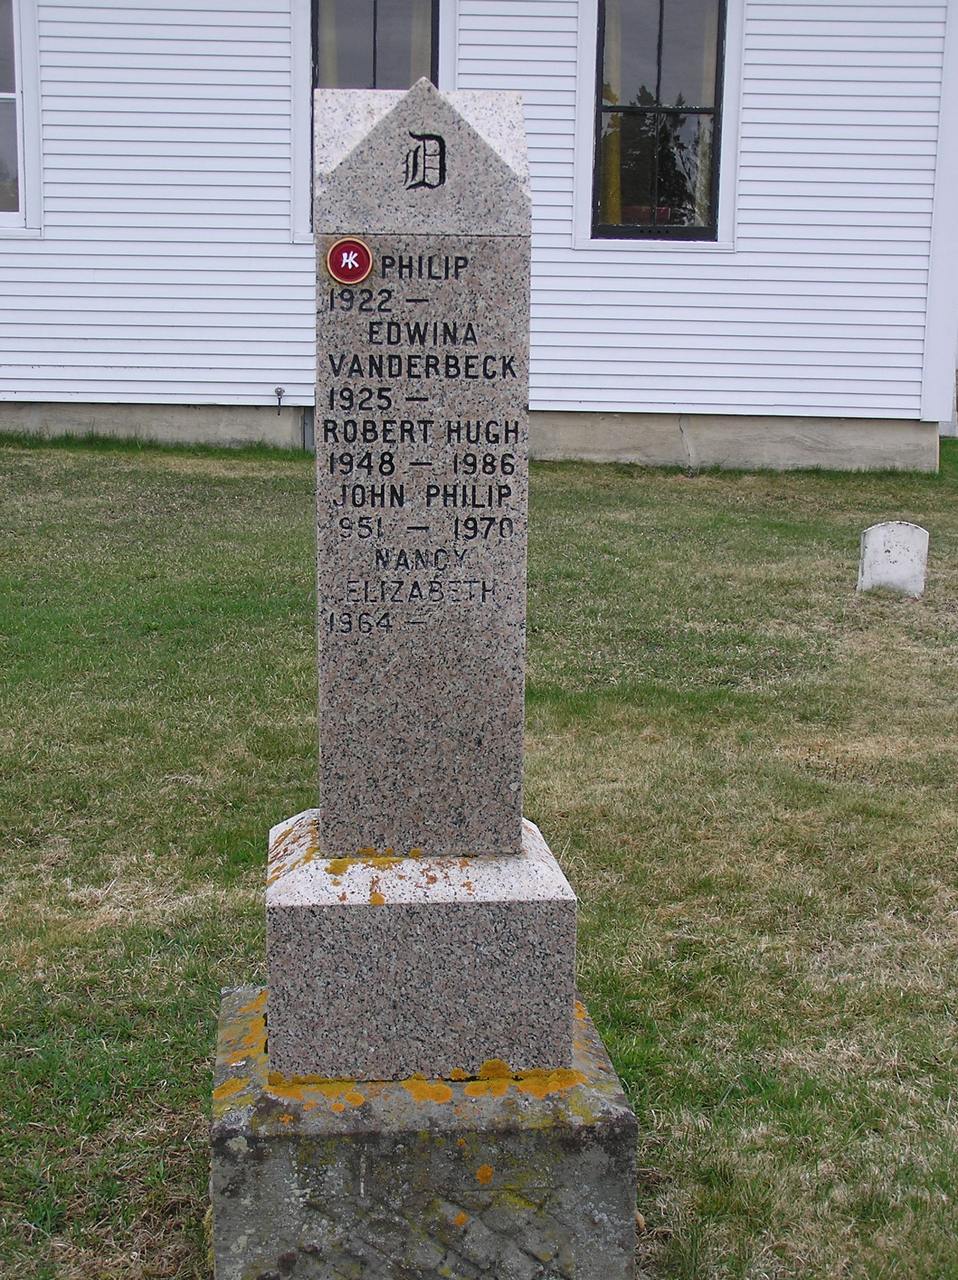 D
HK PHILIP
1922 —
EDWINA
VANDERBECK
1925 —
ROBERT HUGH
1948 — 1986
JOHN PHILIP
951 — 1970
NANCY
ELIZABETH
1964 —